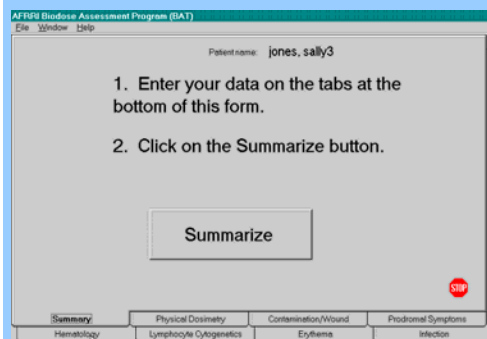 AFRRI Biodose Assessment Program (BAT)
File Window Help
Patient name: jones, sally3
1. Enter your data on the tabs at the
bottom of this form.
2. Click on the Summarize button.
Summarize
STOP
Summary Physical Dosimetry Contamination/Wound Prodromal Symptoms
Hematology Lymphocyte Cytogenetics Erythema Infection